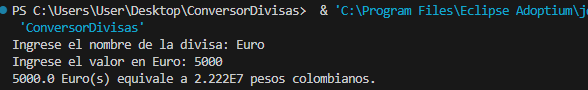 PS C:\Users\User\Desktop\ConversorDivisas> & 'C:\Program Files\Eclipse Adoptium\j
'ConversorDivisas'
Ingrese el nombre de la divisa: Euro
Ingrese el valor en Euro: 5000
5000.0 Euro(s) equivale a 2.222E7 pesos colombianos.